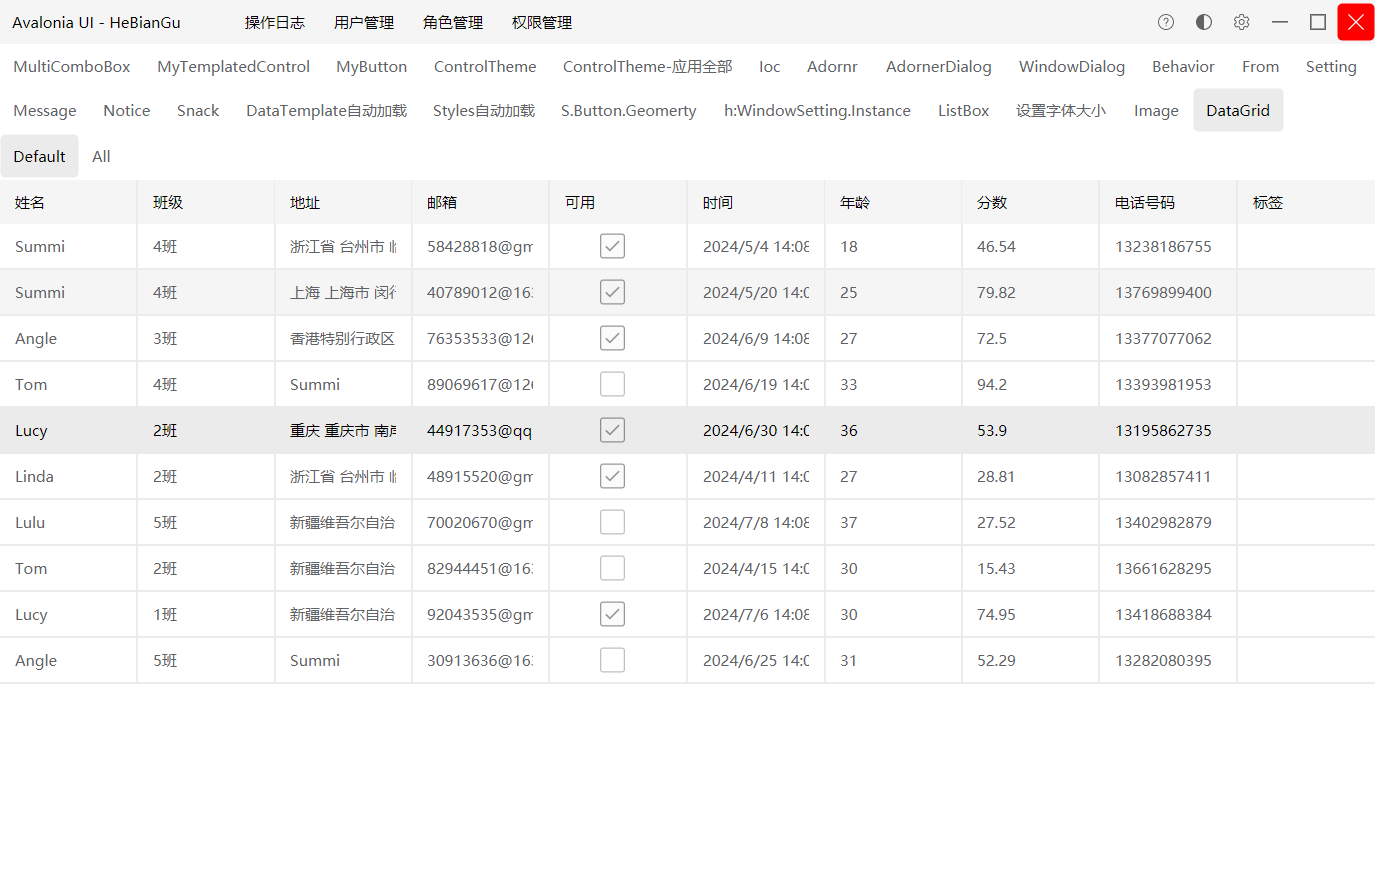 Avalonia UI - HeBianGu 操作日志 用户管理 角色管理 权限管理
MultiComboBox MyTemplatedControl MyButton ControlTheme ControlTheme-应用全部 Ioc Adornr AdornerDialog WindowDialog Behavior From Setting
Message Notice Snack DataTemplate自动加载 Styles自动加载 S.Button.Geomerty h:WindowSetting.Instance ListBox 设置字体大小 Image DataGrid
Default All
姓名 班级 地址 邮箱 可用 时间 年龄 分数 电话号码 标签
Summi 4班 浙江省 台州市 58428818@gm 2024/5/4 14:08 18 46.54 13238186755
Summi 4班 上海 上海市 闵行 40789012@163 2024/5/20 14:0 25 79.82 13769899400
Angle 3班 香港特别行政区 76353533@126 2024/6/9 14:08 27 72.5 13377077062
Tom 4班 Summi 89069617@126 2024/6/19 14:0 33 94.2 13393981953
Lucy 2班 重庆 重庆市 南岸 44917353@qq 2024/6/30 14:0 36 53.9 13195862735
Linda 2班 浙江省 台州市 48915520@gm 2024/4/11 14:0 27 28.81 13082857411
Lulu 5班 新疆维吾尔自治 70020670@gm 2024/7/8 14:08 37 27.52 13402982879
Tom 2班 新疆维吾尔自治 82944451@163 2024/4/15 14:0 30 15.43 13661628295
Lucy 1班 新疆维吾尔自治 92043535@gm 2024/7/6 14:08 30 74.95 13418688384
Angle 5班 Summi 30913636@163 2024/6/25 14:0 31 52.29 13282080395